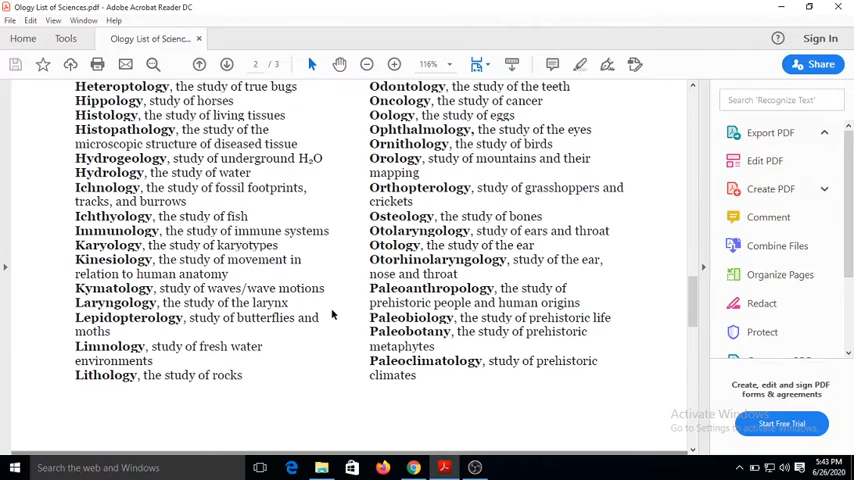 Ology List of Sciences.pdf - Adobe Acrobat Reader DC
File Edit View Window Help
Home Tools Ology List of Scienc... ×
Sign In
2 / 3 116% Share
Heteroptology, the study of true bugs
Hippology, study of horses
Histology, the study of living tissues
Histopathology, the study of the
microscopic structure of diseased tissue
Hydrogeology, study of underground H₂O
Hydrology, the study of water
Ichnology, the study of fossil footprints,
tracks, and burrows
Ichthyology, the study of fish
Immunology, the study of immune systems
Karyology, the study of karyotypes
Kinesiology, the study of movement in
relation to human anatomy
Kymatology, study of waves/wave motions
Laryngology, the study of the larynx
Lepidopterology, study of butterflies and
moths
Limnology, study of fresh water
environments
Lithology, the study of rocks
Odontology, the study of the teeth
Oncology, the study of cancer
Oology, the study of eggs
Ophthalmology, the study of the eyes
Ornithology, the study of birds
Orology, study of mountains and their
mapping
Orthopterology, study of grasshoppers and
crickets
Osteology, the study of bones
Otolaryngology, study of ears and throat
Otology, the study of the ear
Otorhinolaryngology, study of the ear,
nose and throat
Paleoanthropology, the study of
prehistoric people and human origins
Paleobiology, the study of prehistoric life
Paleobotany, the study of prehistoric
metaphytes
Paleoclimatology, study of prehistoric
climates
Search 'Recognize Text'
Export PDF
Edit PDF
Create PDF
Comment
Combine Files
Organize Pages
Redact
Protect
Create, edit and sign PDF
forms & agreements
Start Free Trial
Activate Windows
Go to Settings to activate Windows.
Search the web and Windows
5:43 PM
6/26/2020